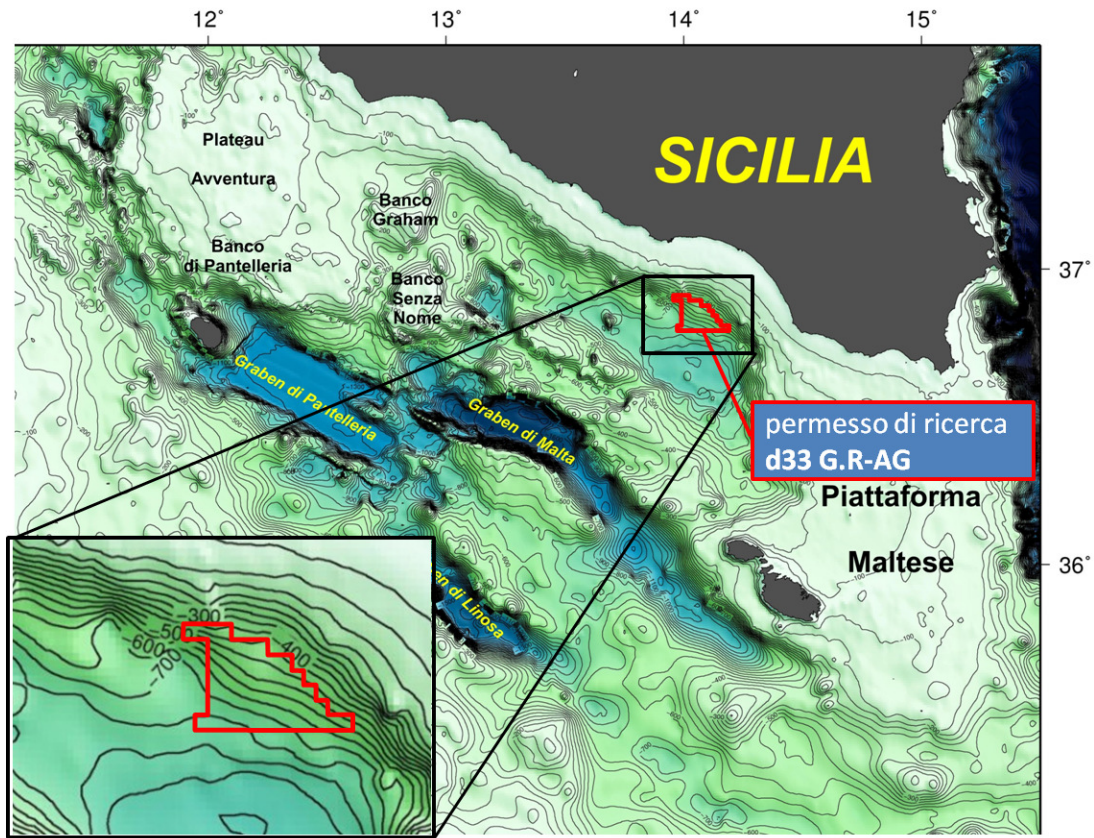 12°
13°
14°
15°
SICILIA
Plateau
Avventura
Banco
Graham
Banco
di Pantelleria
Banco
Senza
Nome
37°
Graben di Pantelleria
Graben di Malta
permesso di ricerca
d33 G.R-AG
Piattaforma
Maltese
36°
en di Linosa
-300
-500
-400
-600
-700